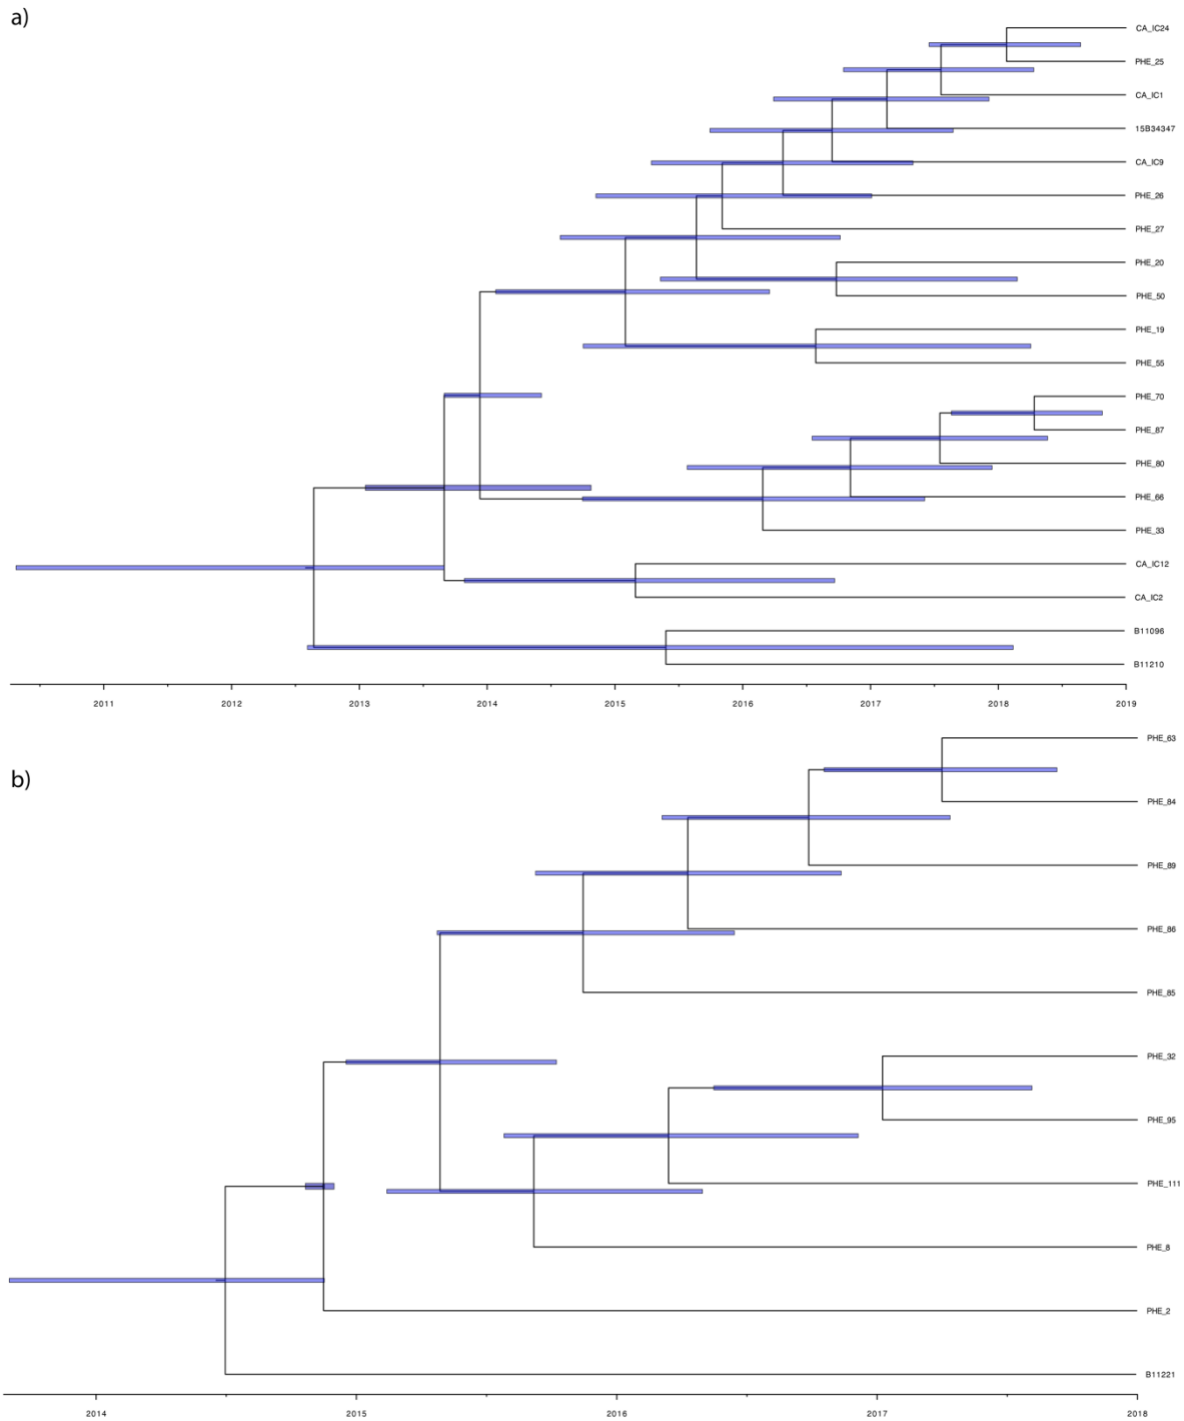 a)
CA_IC24
PHE_25
CA_IC1
15B34347
CA_IC9
PHE_26
PHE_27
PHE_20
PHE_50
PHE_19
PHE_55
PHE_70
PHE_87
PHE_80
PHE_66
PHE_33
CA_IC12
CA_IC2
B11096
B11210
2011 2012 2013 2014 2015 2016 2017 2018 2019
b)
PHE_63
PHE_84
PHE_89
PHE_86
PHE_85
PHE_32
PHE_95
PHE_111
PHE_8
PHE_2
B11221
2014 2015 2016 2017 2018